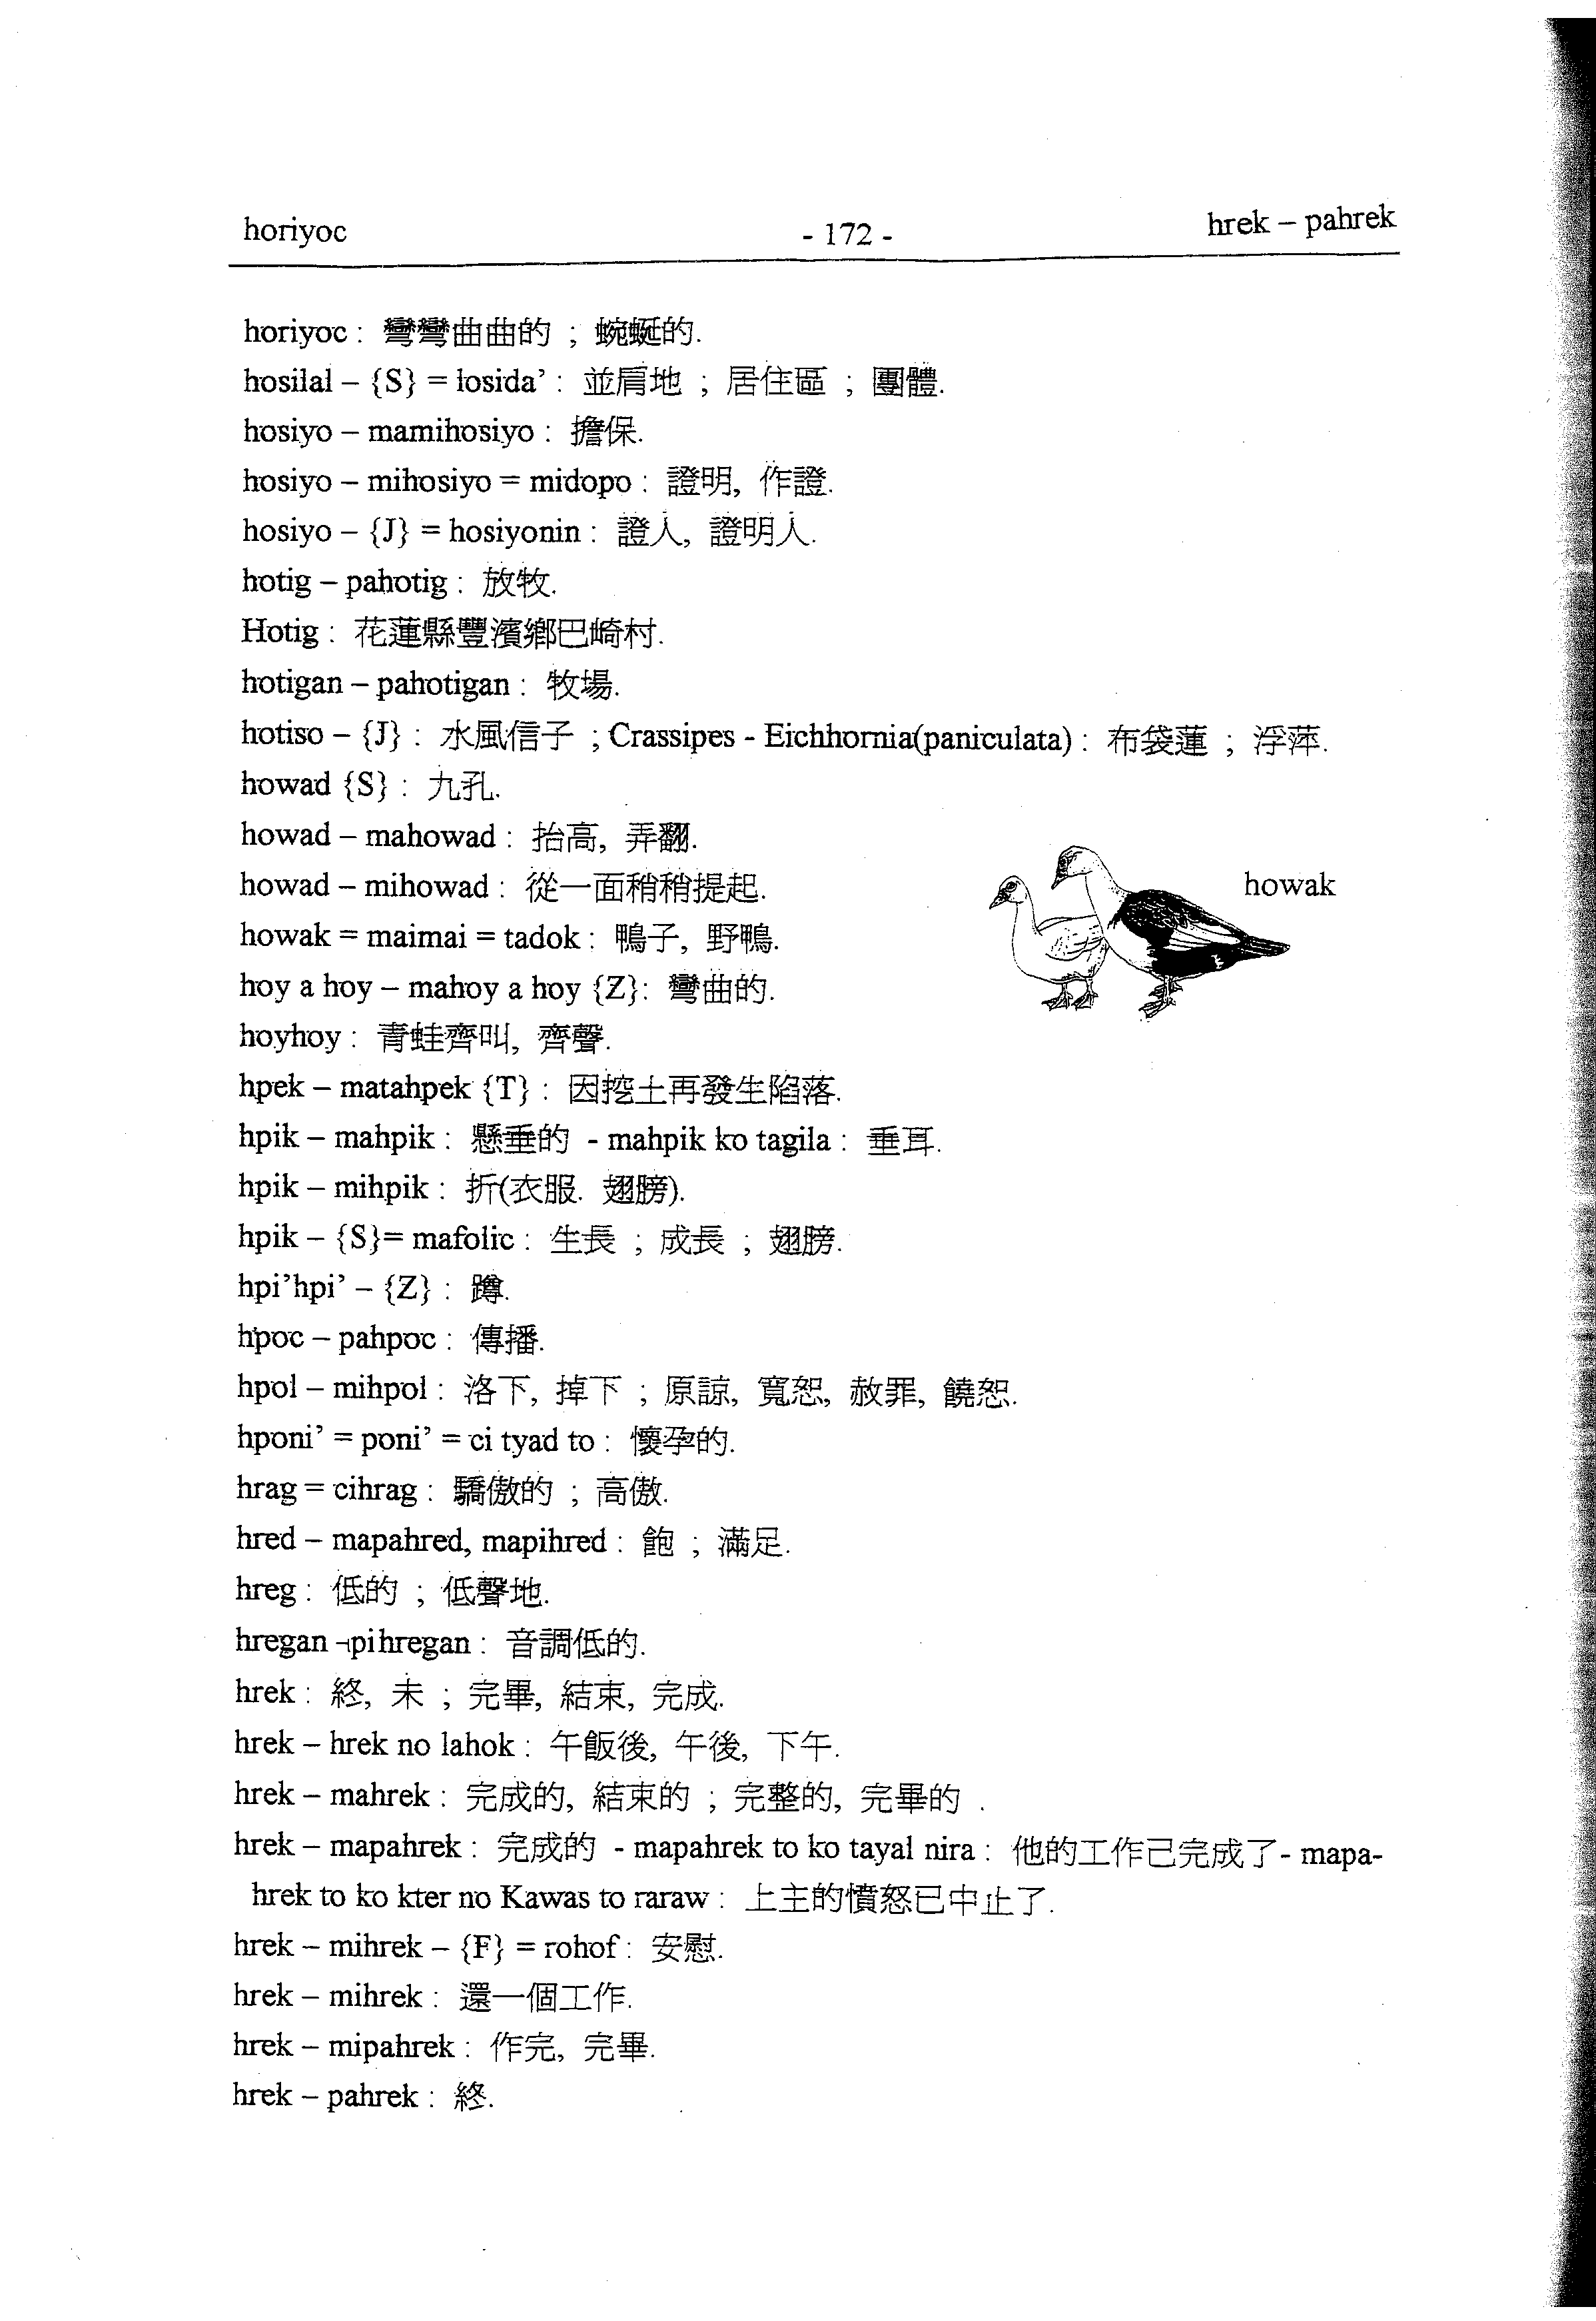 horiyoc - 172 - hrek – pahrek
horiyoc : 彎彎曲曲的 ; 蜿蜒的.
hosilal – {S} = losida’ : 並肩地 ; 居住區 ; 團體.
hosiyo – mamihosiyo : 擔保.
hosiyo – mihosiyo = midopo : 證明, 作證.
hosiyo – {J} = hosiyonin : 證人, 證明人.
hotig – pahotig : 放牧.
Hotig : 花蓮縣豐濱鄉巴崎村.
hotigan – pahotigan : 牧場.
hotiso – {J} : 水風信子 ; Crassipes - Eichhornia(paniculata) : 布袋蓮 ; 浮萍.
howad {S} : 九孔.
howad – mahowad : 抬高, 弄翻.
howad – mihowad : 從一面稍稍提起.
howak
howak = maimai = tadok : 鴨子, 野鴨.
hoy a hoy – mahoy a hoy {Z}: 彎曲的.
hoyhoy : 青蛙齊叫, 齊聲.
hpek – matahpek {T} : 因挖土再發生陷落.
hpik – mahpik : 懸垂的 - mahpik ko tagila : 垂耳.
hpik – mihpik : 折(衣服. 翅膀).
hpik – {S}= mafolic : 生長 ; 成長 ; 翅膀.
hpi’hpi’ – {Z} : 蹲.
hpoc – pahpoc : 傳播.
hpol – mihpol : 洛下, 掉下 ; 原諒, 寬恕, 赦罪, 饒恕.
hponi’ = poni’ = ci tyad to : 懷孕的.
hrag = cihrag : 驕傲的 ; 高傲.
hred – mapahred, mapihred : 飽 ; 滿足.
hreg : 低的 ; 低聲地.
hregan -pihregan : 音調低的.
hrek : 終, 末 ; 完畢, 結束, 完成.
hrek – hrek no lahok : 午飯後, 午後, 下午.
hrek – mahrek : 完成的, 結束的 ; 完整的, 完畢的 .
hrek – mapahrek : 完成的 - mapahrek to ko tayal nira : 他的工作己完成了- mapa-
hrek to ko kter no Kawas to raraw : 上主的憤怒已中止了.
hrek – mihrek – {F} = rohof : 安慰.
hrek – mihrek : 還一個工作.
hrek – mipahrek : 作完, 完畢.
hrek – pahrek : 終.